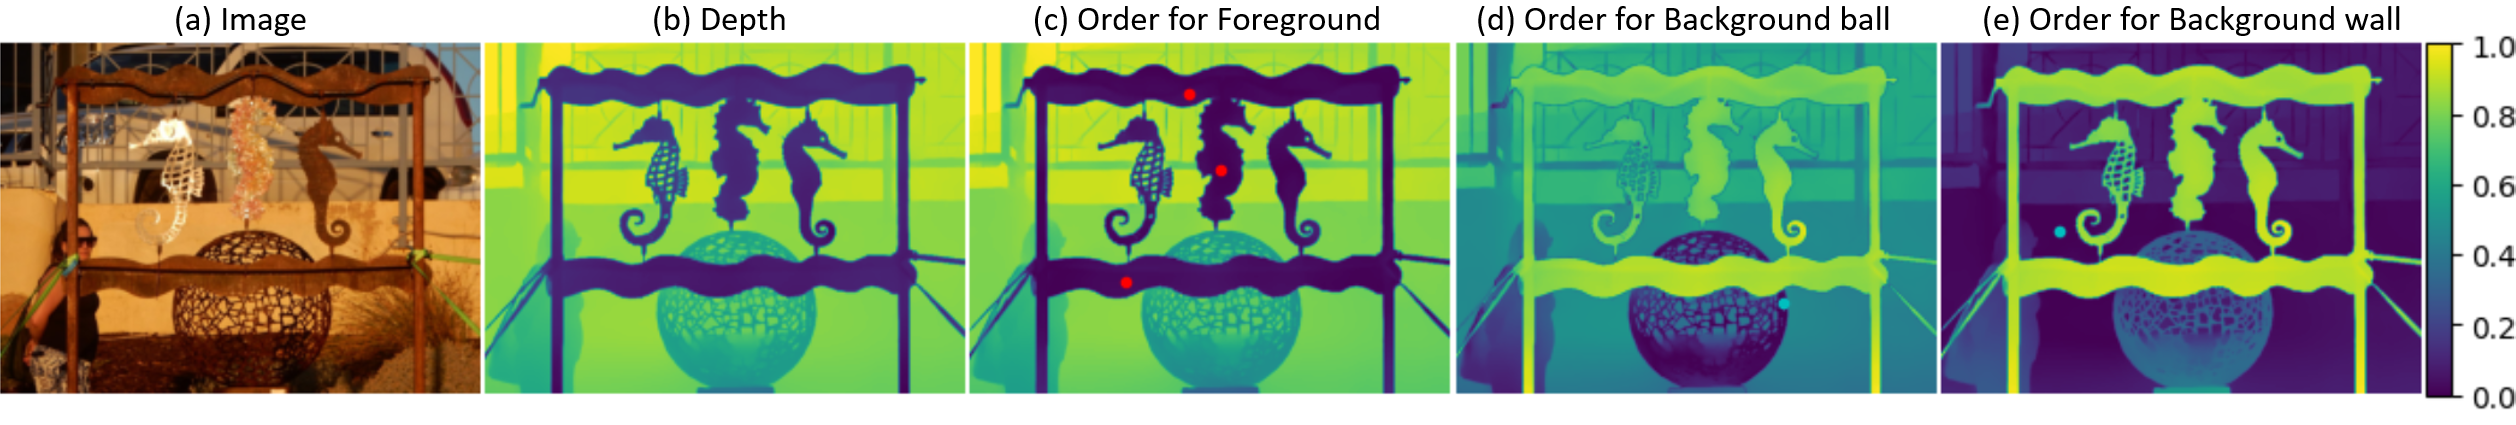 (a) Image
(b) Depth
(c) Order for Foreground
(d) Order for Background ball
(e) Order for Background wall
1.0
0.8
0.6
0.4
0.2
0.0